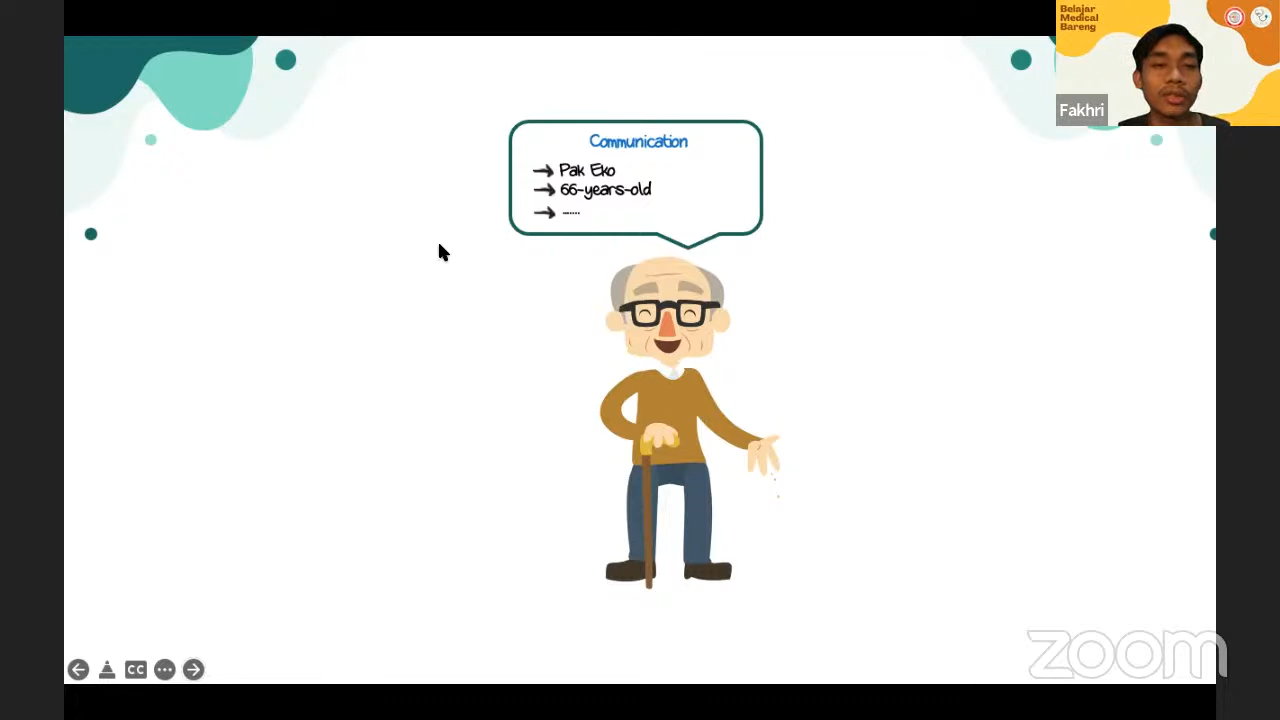 Belajar
Medical
Bareng
Fakhri
Communication
→ Pak Eko
→ 66-years-old
→ ......
CC
zoom